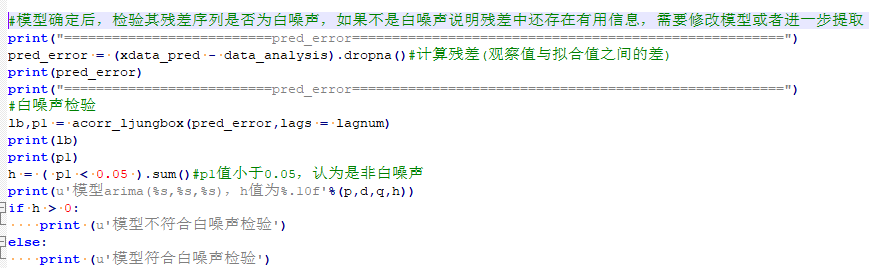 #模型确定后，检验其残差序列是否为白噪声，如果不是白噪声说明残差中还存在有用信息，需要修改模型或者进一步提取
print("==========================pred_error======================================================")
pred_error = (xdata_pred - data_analysis).dropna()#计算残差(观察值与拟合值之间的差)
print(pred_error)
print("==========================pred_error======================================================")
#白噪声检验
lb,p1 = acorr_ljungbox(pred_error,lags = lagnum)
print(lb)
print(p1)
h = ( p1 < 0.05 ).sum()#p1值小于0.05，认为是非白噪声
print(u'模型arima(%s,%s,%s)，h值为%.10f'%(p,d,q,h))
if h > 0:
    print (u'模型不符合白噪声检验')
else:
    print (u'模型符合白噪声检验')